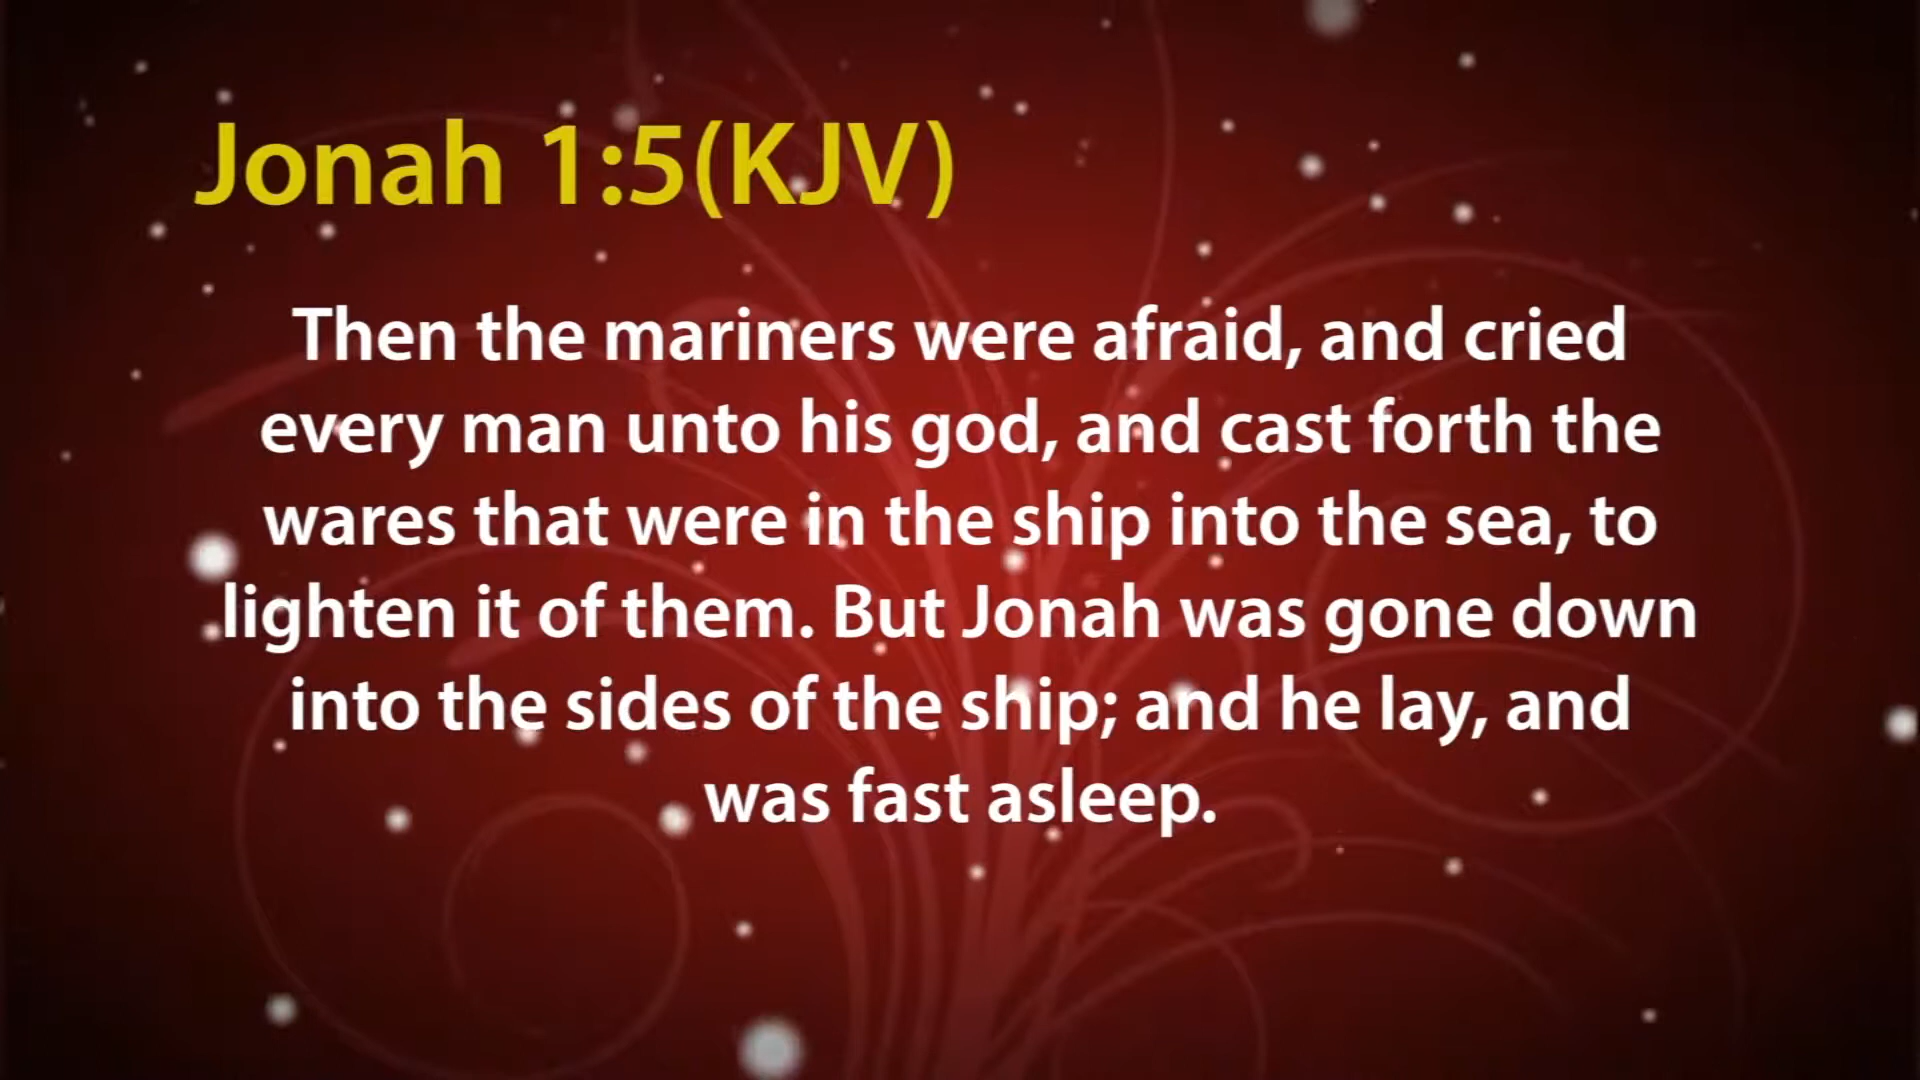 Jonah 1:5(KJV)
Then the mariners were afraid, and cried
every man unto his god, and cast forth the
wares that were in the ship into the sea, to
lighten it of them. But Jonah was gone down
into the sides of the ship; and he lay, and
was fast asleep.